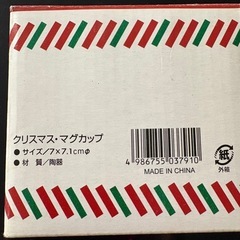 クリスマス・マグカップ
●サイズ/7×7.1cmφ
●材 質/陶器
4 986755 037910
MADE IN CHINA
紙
外箱